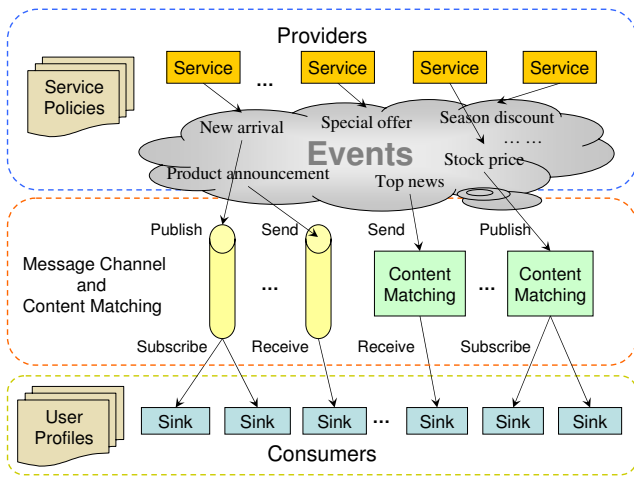 Providers
Service
Policies
Service
...
Service
Service
Service
New arrival
Special offer
Season discount
... ...
Events
Stock price
Product announcement
Top news
Publish
Send
Send
Publish
Message Channel
and
Content Matching
...
Content
Matching
...
Content
Matching
Subscribe
Receive
Receive
Subscribe
User
Profiles
Sink
Sink
Sink
...
Sink
Sink
Sink
Consumers